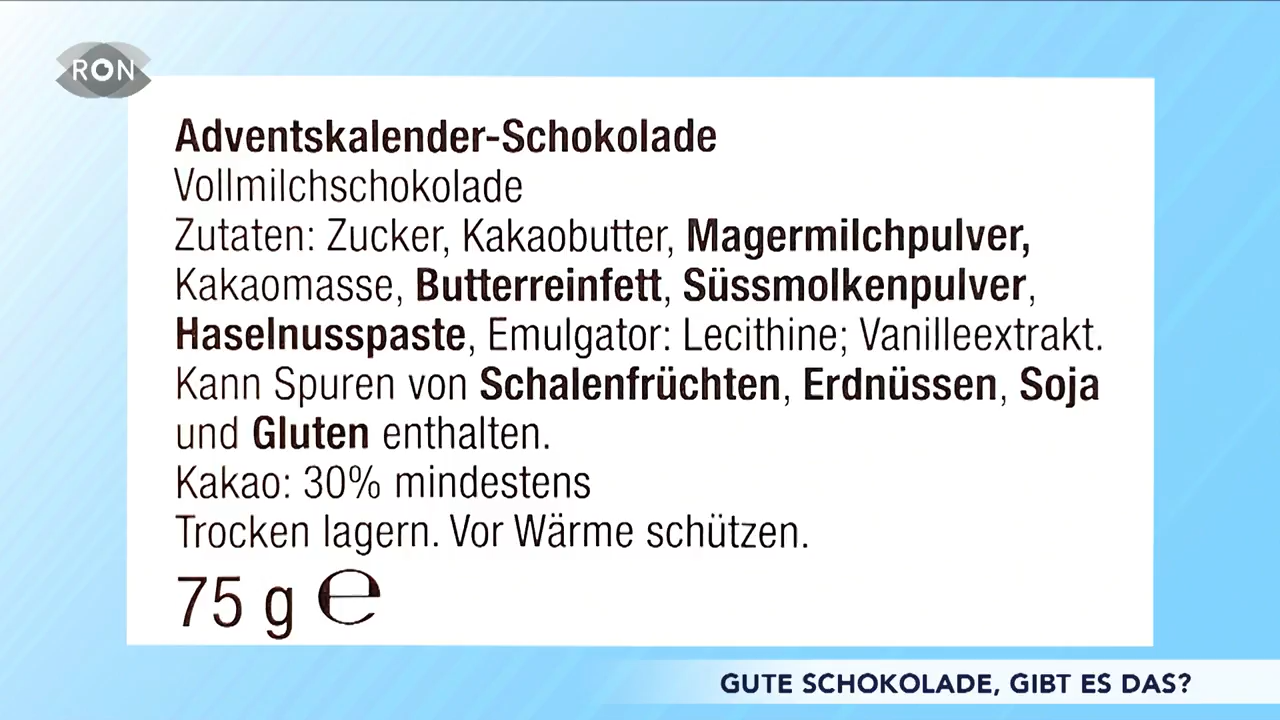 RON
Adventskalender-Schokolade
Vollmilchschokolade
Zutaten: Zucker, Kakaobutter, Magermilchpulver,
Kakaomasse, Butterreinfett, Süssmolkenpulver,
Haselnusspaste, Emulgator: Lecithine; Vanilleextrakt.
Kann Spuren von Schalenfrüchten, Erdnüssen, Soja
und Gluten enthalten.
Kakao: 30% mindestens
Trocken lagern. Vor Wärme schützen.
75 g ℮
GUTE SCHOKOLADE, GIBT ES DAS?